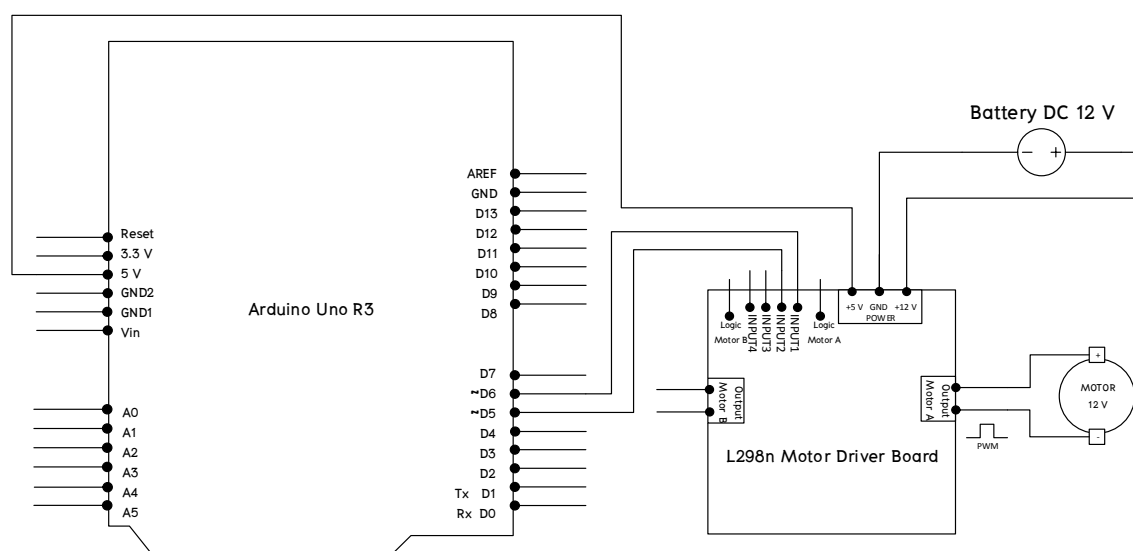 Battery DC 12 V
− +
AREF
GND
D13
D12
D11
D10
D9
D8
D7
~D6
~D5
D4
D3
D2
Tx D1
Rx D0
Reset
3.3 V
5 V
GND2
GND1
Vin
A0
A1
A2
A3
A4
A5
Arduino Uno R3
Logic
Motor B
INPUT4
INPUT3
INPUT2
INPUT1
Logic
Motor A
+5 V GND +12 V
POWER
Output
Motor B
Output
Motor A
L298n Motor Driver Board
PWM
+
MOTOR
12 V
-